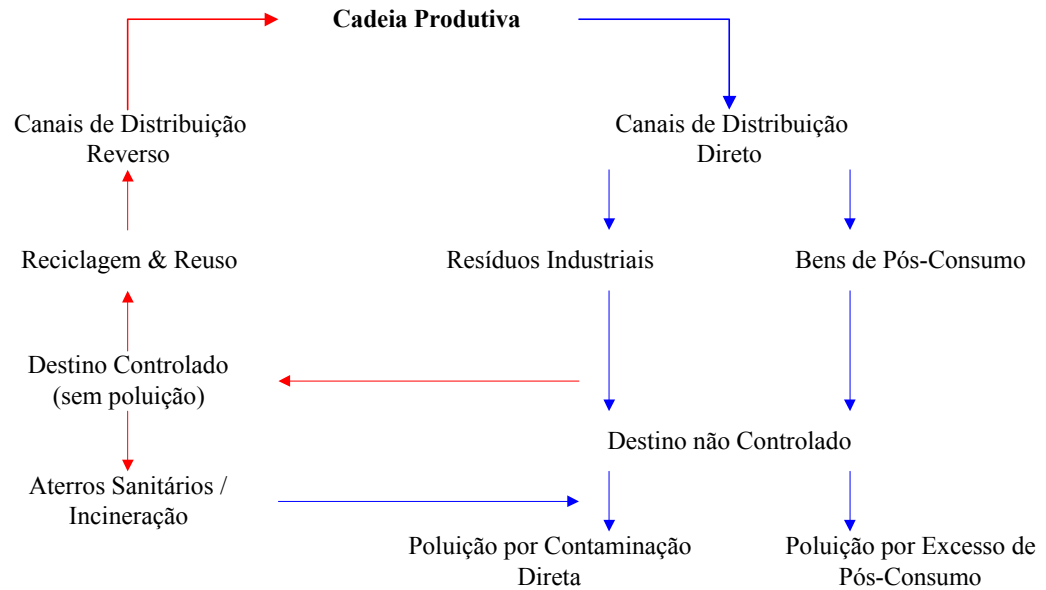 Cadeia Produtiva
Canais de Distribuição
Reverso
Canais de Distribuição
Direto
Reciclagem & Reuso
Resíduos Industriais
Bens de Pós-Consumo
Destino Controlado
(sem poluição)
Destino não Controlado
Aterros Sanitários /
Incineração
Poluição por Contaminação
Direta
Poluição por Excesso de
Pós-Consumo